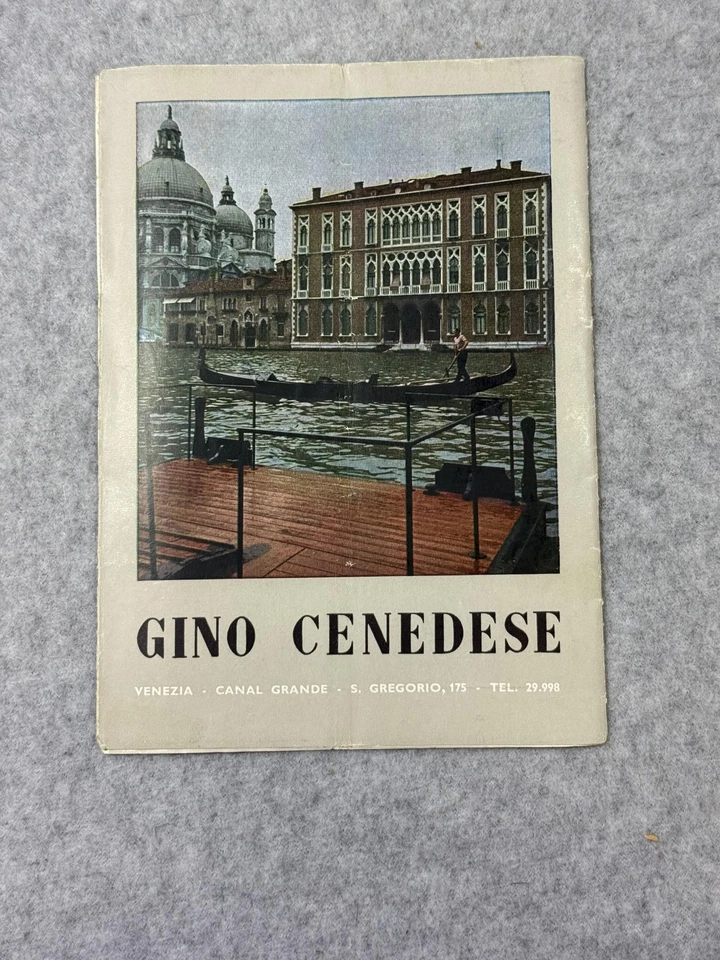 GINO CENEDESE
VENEZIA - CANAL GRANDE - S. GREGORIO, 175 - TEL. 29.998